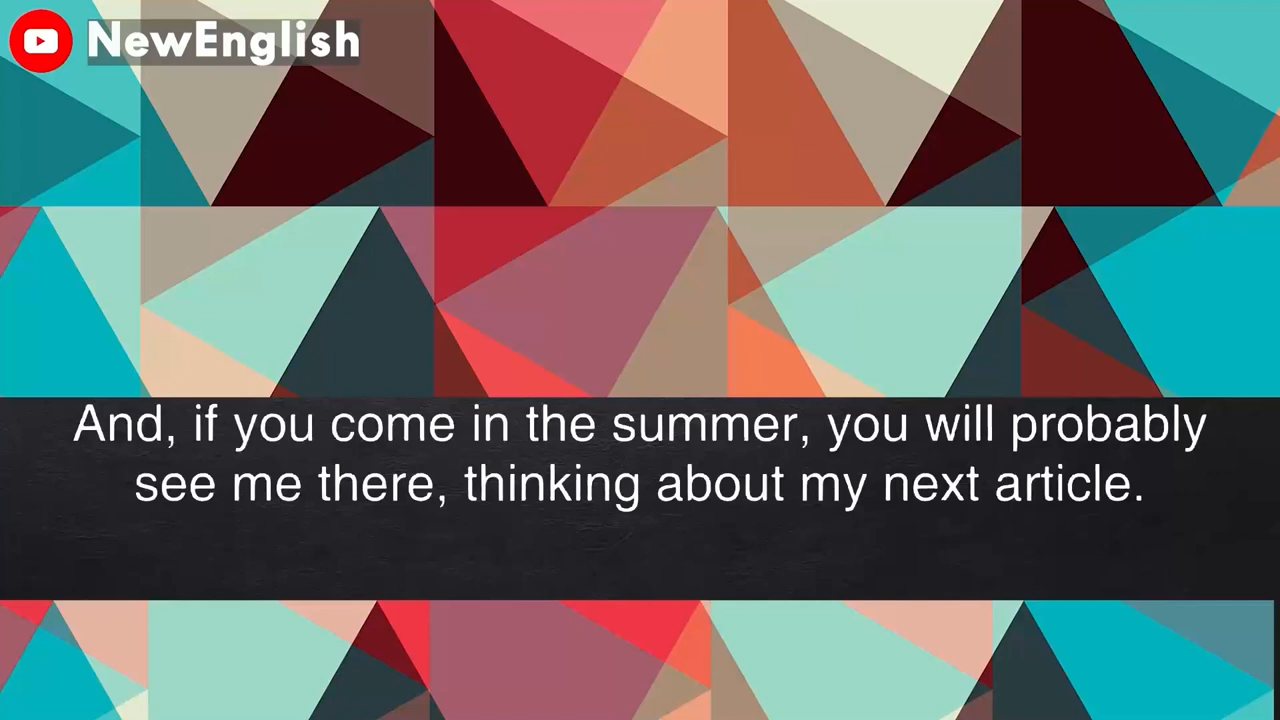 NewEnglish
And, if you come in the summer, you will probably
see me there, thinking about my next article.